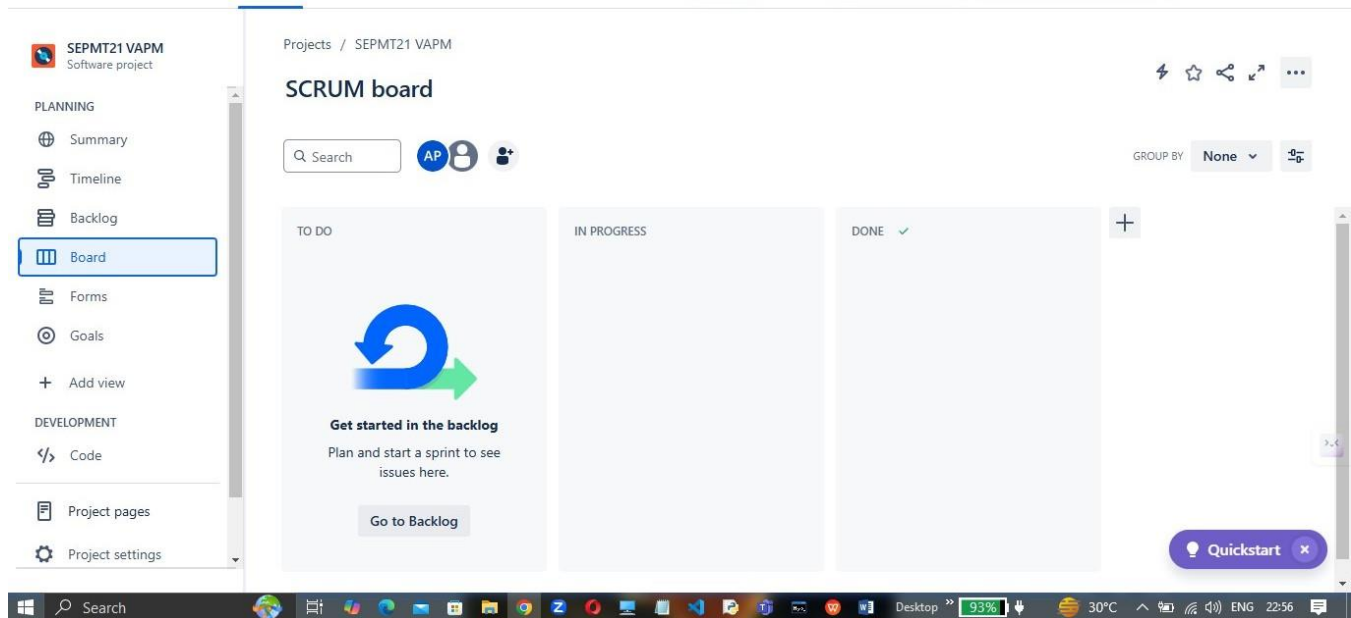 SEPMT21 VAPM
Software project
PLANNING
Summary
Timeline
Backlog
Board
Forms
Goals
Add view
DEVELOPMENT
Code
Project pages
Project settings
Projects / SEPMT21 VAPM
SCRUM board
Search
AP
GROUP BY None
TO DO
IN PROGRESS
DONE
Get started in the backlog
Plan and start a sprint to see
issues here.
Go to Backlog
Quickstart
Search
Desktop
93%
30°C
ENG
22:56